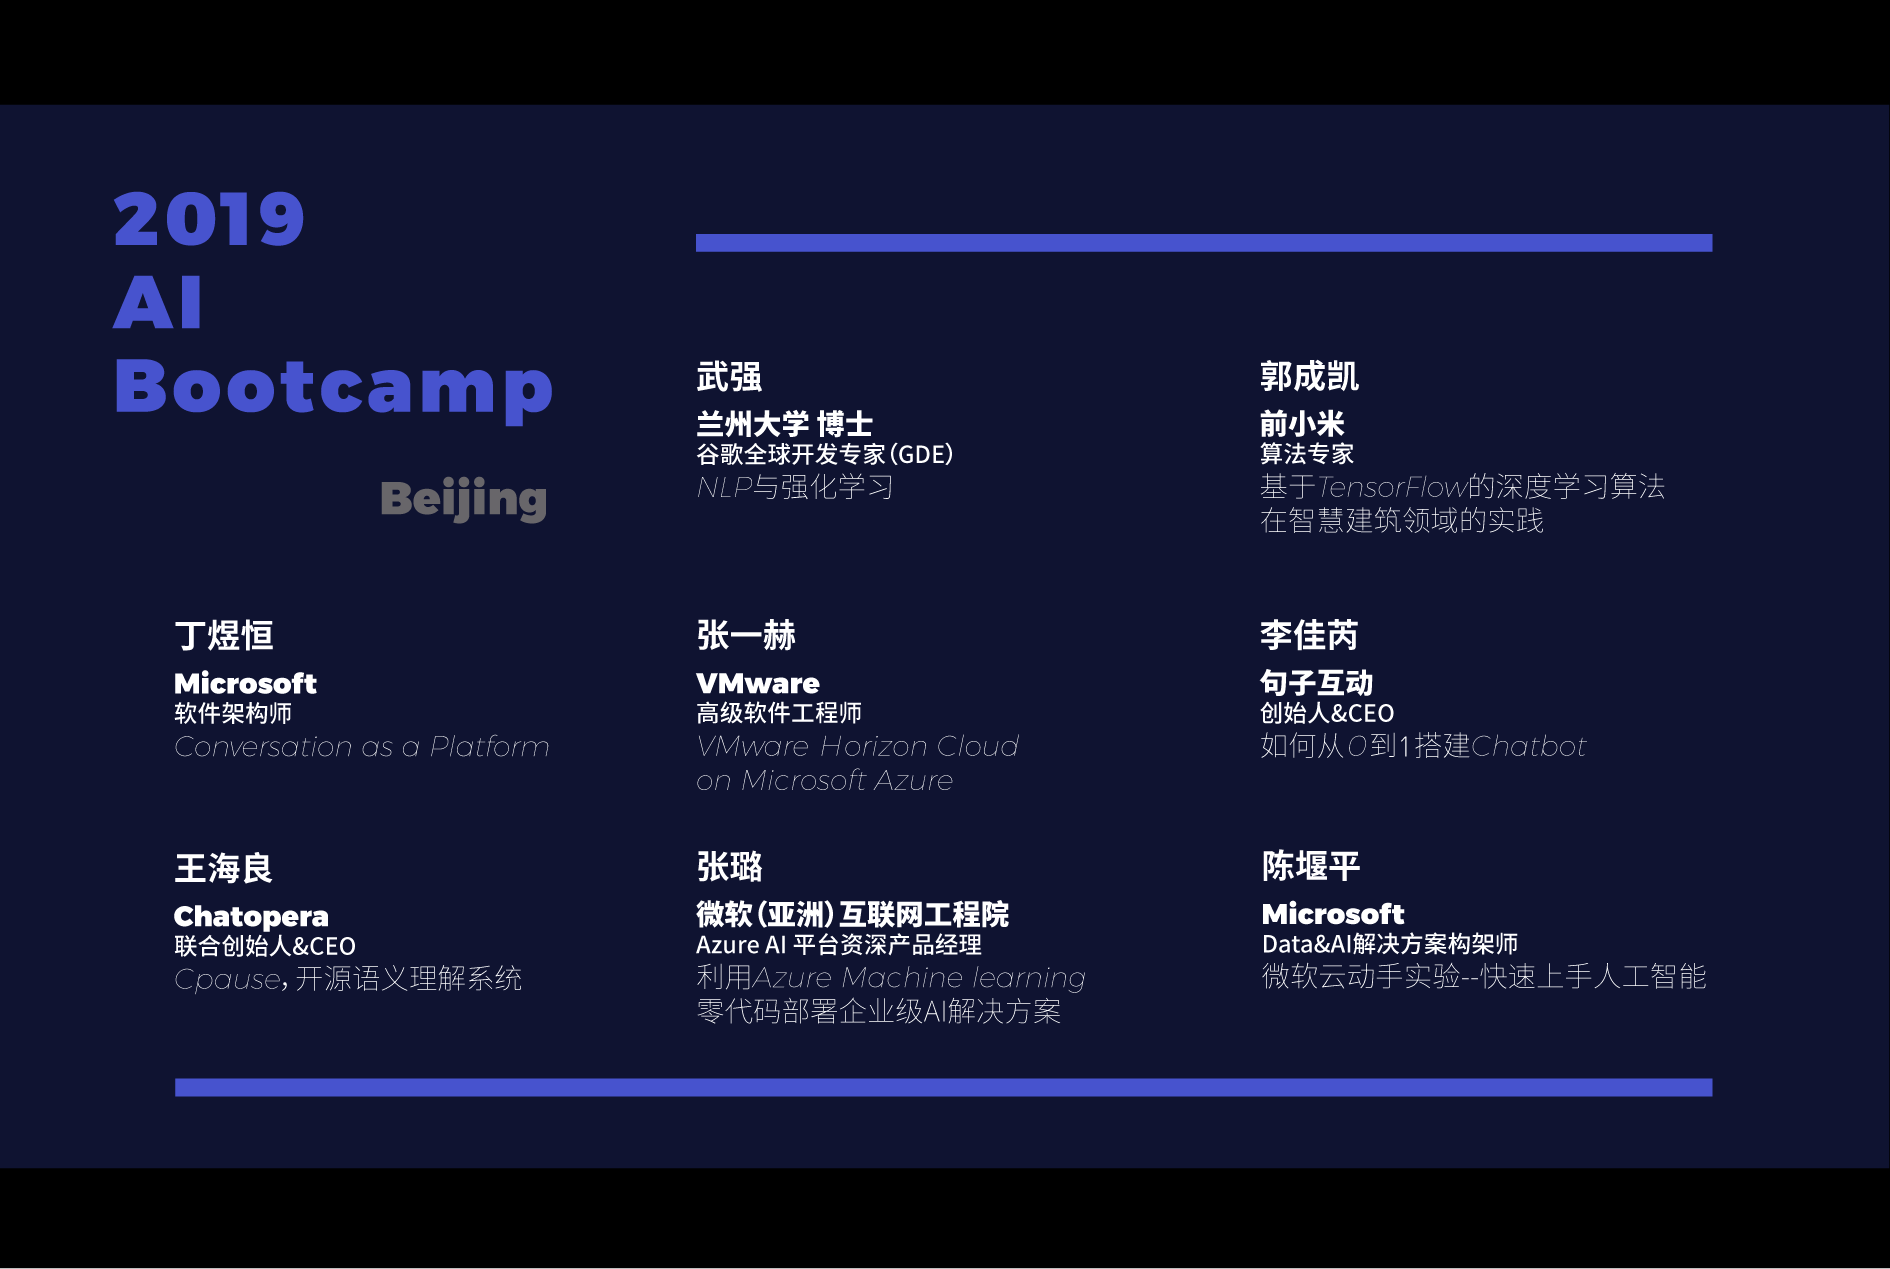 2019
AI
Bootcamp
Beijing
武强
兰州大学 博士
谷歌全球开发专家（GDE）
NLP与强化学习
郭成凯
前小米
算法专家
基于TensorFlow的深度学习算法
在智慧建筑领域的实践
丁煜恒
Microsoft
软件架构师
Conversation as a Platform
张一赫
VMware
高级软件工程师
VMware Horizon Cloud
on Microsoft Azure
李佳芮
句子互动
创始人&CEO
如何从0到1搭建Chatbot
王海良
Chatopera
联合创始人&CEO
Cpause，开源语义理解系统
张璐
微软（亚洲）互联网工程院
Azure AI 平台资深产品经理
利用Azure Machine learning
零代码部署企业级AI解决方案
陈堰平
Microsoft
Data&AI解决方案构架师
微软云动手实验--快速上手人工智能